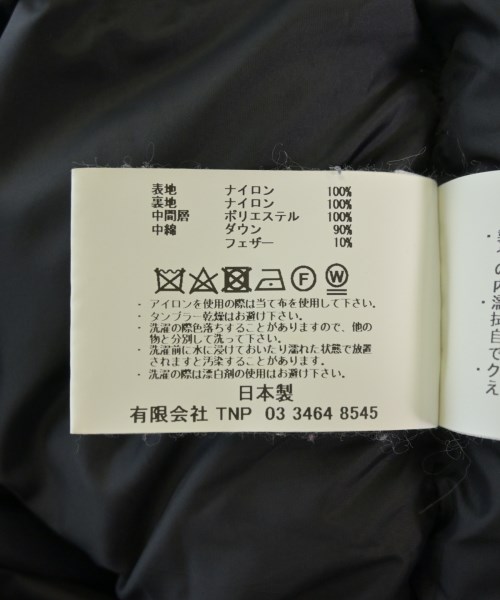 表地 ナイロン 100%
裏地 ナイロン 100%
中間層 ポリエステル 100%
中綿 ダウン 90%
フェザー 10%
F W
・アイロンを使用の際は当て布を使用して下さい。
・タンブラー乾燥はお避け下さい。
・洗濯の際色落ちすることがありますので、他の
物と分別して洗って下さい。
・洗濯前に水に浸けておいたり濡れた状態で放置
されますと汚染することがあります。
・洗濯の際は漂白剤の使用はお避け下さい。
日本製
有限会社 TNP 03 3464 8545
の
内
・濡
拭
自
で
・ク
え